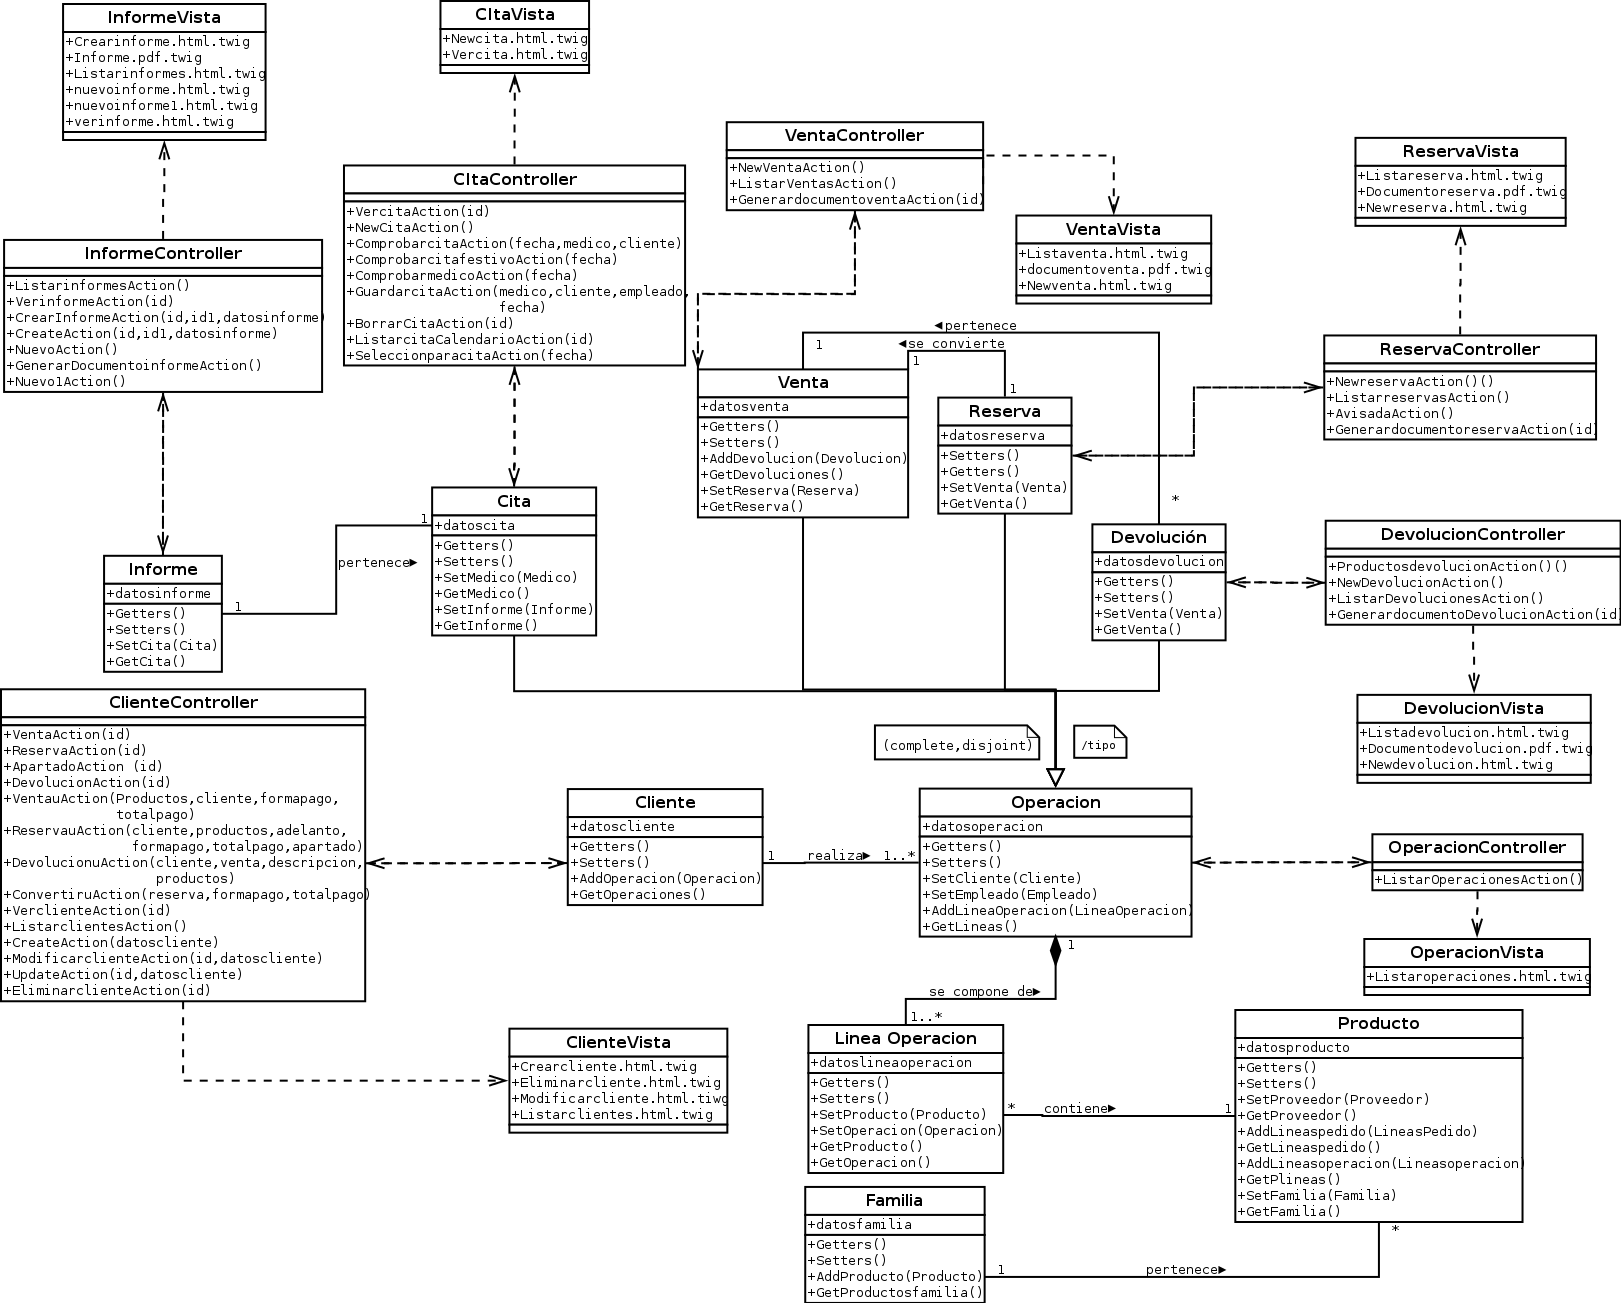 InformeVista
+Crearinforme.html.twig
+Informe.pdf.twig
+Listarinformes.html.twig
+nuevoinforme.html.twig
+nuevoinforme1.html.twig
+verinforme.html.twig
CItaVista
+Newcita.html.twig
+Vercita.html.twig
VentaController
+NewVentaAction()
+ListarVentasAction()
+GenerardocumentoventaAction(id)
ReservaVista
+Listareserva.html.twig
+Documentoreserva.pdf.twig
+Newreserva.html.twig
CItaController
+VercitaAction(id)
+NewCitaAction()
+ComprobarcitaAction(fecha,medico,cliente)
+ComprobarcitafestivoAction(fecha)
+ComprobarmedicoAction(fecha)
+GuardarcitaAction(medico,cliente,empleado,
fecha)
+BorrarCitaAction(id)
+ListarcitaCalendarioAction(id)
+SeleccionparacitaAction(fecha)
VentaVista
+Listaventa.html.twig
+documentoventa.pdf.twig
+Newventa.html.twig
InformeController
+ListarinformesAction()
+VerinformeAction(id)
+CrearInformeAction(id,id1,datosinforme)
+CreateAction(id,id1,datosinforme)
+NuevoAction()
+GenerarDocumentoinformeAction()
+Nuevo1Action()
◄pertenece
1
◄se convierte
1
1
ReservaController
+NewreservaAction()()
+ListarreservasAction()
+AvisadaAction()
+GenerardocumentoreservaAction(id)
Venta
+datosventa
+Getters()
+Setters()
+AddDevolucion(Devolucion)
+GetDevoluciones()
+SetReserva(Reserva)
+GetReserva()
Reserva
+datosreserva
+Setters()
+Getters()
+SetVenta(Venta)
+GetVenta()
*
Cita
+datoscita
+Getters()
+Setters()
+SetMedico(Medico)
+GetMedico()
+SetInforme(Informe)
+GetInforme()
1
pertenece►
1
Devolución
+datosdevolucion
+Getters()
+Setters()
+SetVenta(Venta)
+GetVenta()
DevolucionController
+ProductosdevolucionAction()()
+NewDevolucionAction()
+ListarDevolucionesAction()
+GenerardocumentoDevolucionAction(id)
Informe
+datosinforme
+Getters()
+Setters()
+SetCita(Cita)
+GetCita()
ClienteController
+VentaAction(id)
+ReservaAction(id)
+ApartadoAction (id)
+DevolucionAction(id)
+VentauAction(Productos,cliente,formapago,
totalpago)
+ReservauAction(cliente,productos,adelanto,
formapago,totalpago,apartado)
+DevolucionuAction(cliente,venta,descripcion,
productos)
+ConvertiruAction(reserva,formapago,totalpago)
+VerclienteAction(id)
+ListarclientesAction()
+CreateAction(datoscliente)
+ModificarclienteAction(id,datoscliente)
+UpdateAction(id,datoscliente)
+EliminarclienteAction(id)
DevolucionVista
+Listadevolucion.html.twig
+Documentodevolucion.pdf.twig
+Newdevolucion.html.twig
(complete,disjoint)
/tipo
Cliente
+datoscliente
+Getters()
+Setters()
+AddOperacion(Operacion)
+GetOperaciones()
1 realiza► 1..*
Operacion
+datosoperacion
+Getters()
+Setters()
+SetCliente(Cliente)
+SetEmpleado(Empleado)
+AddLineaOperacion(LineaOperacion)
+GetLineas()
OperacionController
+ListarOperacionesAction()
OperacionVista
+Listaroperaciones.html.twig
1
se compone de►
1..*
ClienteVista
+Crearcliente.html.twig
+Eliminarcliente.html.twig
+Modificarcliente.html.tiwg
+Listarclientes.html.twig
Linea Operacion
+datoslineaoperacion
+Getters()
+Setters()
+SetProducto(Producto)
+SetOperacion(Operacion)
+GetProducto()
+GetOperacion()
* contiene► 1
Producto
+datosproducto
+Getters()
+Setters()
+SetProveedor(Proveedor)
+GetProveedor()
+AddLineaspedido(LineasPedido)
+GetLineaspedido()
+AddLineasoperacion(Lineasoperacion)
+GetPlineas()
+SetFamilia(Familia)
+GetFamilia()
*
Familia
+datosfamilia
+Getters()
+Setters()
+AddProducto(Producto)
+GetProductosfamilia()
1 pertenece►